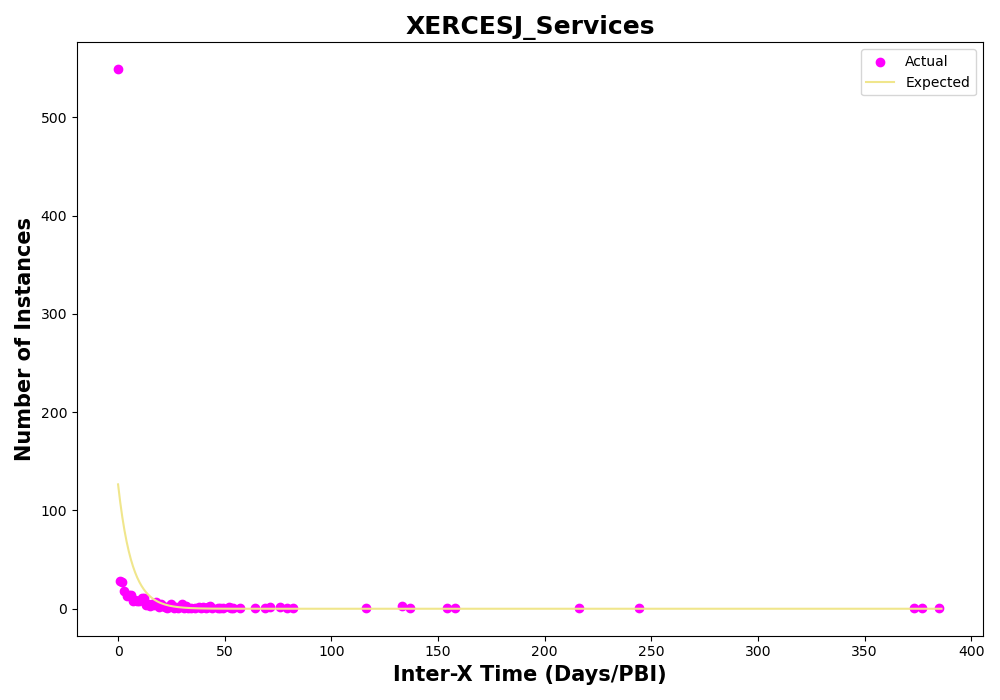 XERCESJ_Services
Actual
Expected
Number of Instances
500
400
300
200
100
0
0 50 100 150 200 250 300 350 400
Inter-X Time (Days/PBI)